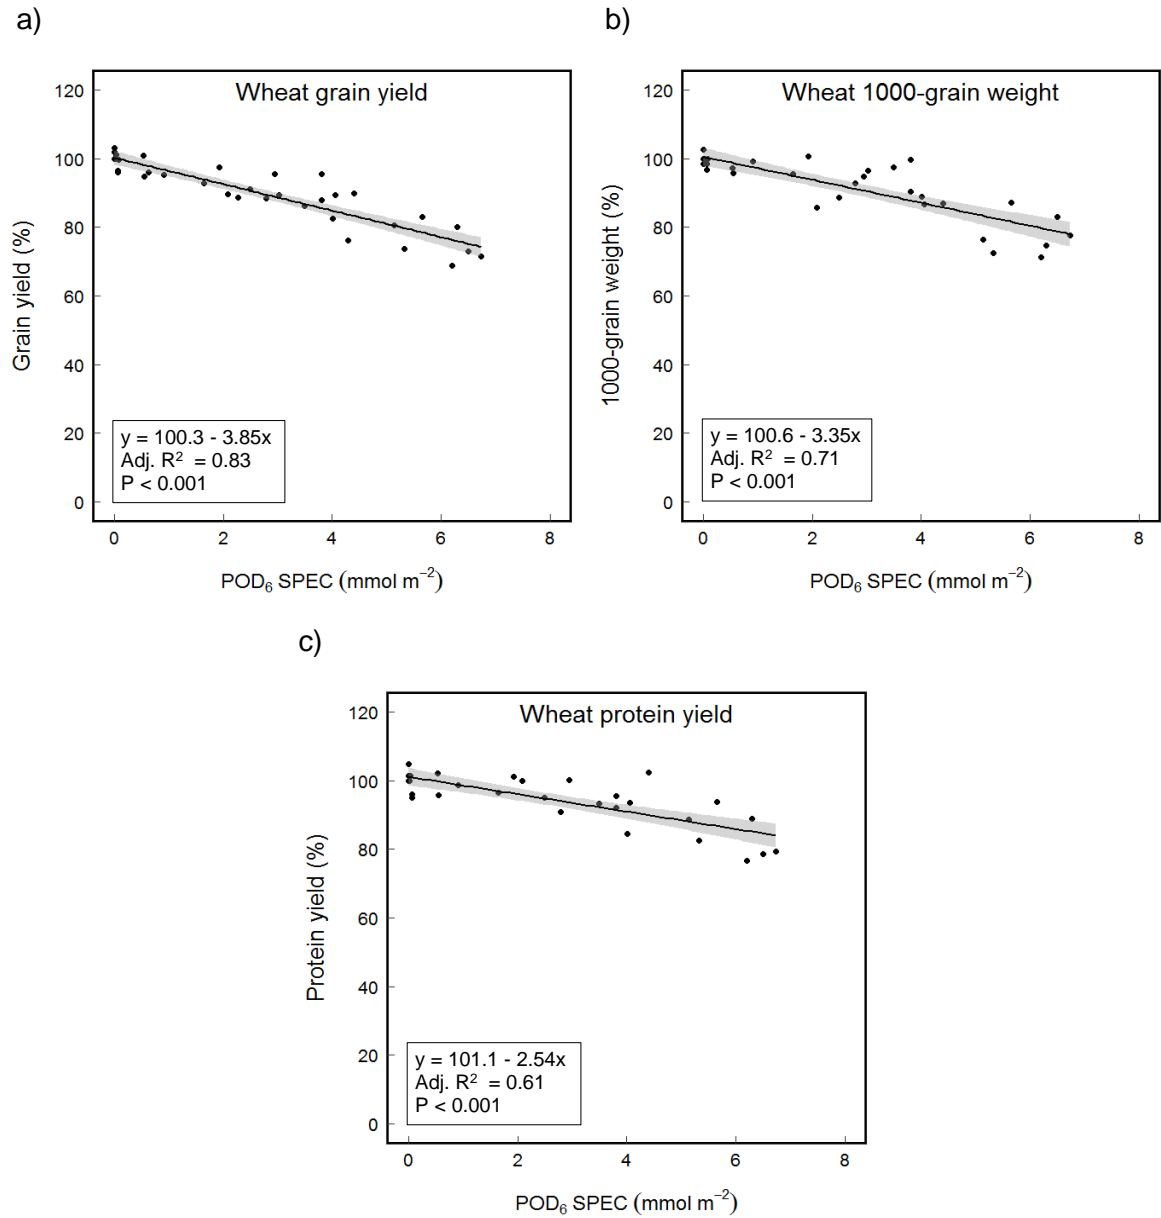 a)
Wheat grain yield
Grain yield (%)
120
100
80
60
40
20
0
y = 100.3 - 3.85x
Adj. R² = 0.83
P < 0.001
0 2 4 6 8
POD₆ SPEC (mmol m⁻²)
b)
Wheat 1000-grain weight
1000-grain weight (%)
120
100
80
60
40
20
0
y = 100.6 - 3.35x
Adj. R² = 0.71
P < 0.001
0 2 4 6 8
POD₆ SPEC (mmol m⁻²)
c)
Wheat protein yield
Protein yield (%)
120
100
80
60
40
20
0
y = 101.1 - 2.54x
Adj. R² = 0.61
P < 0.001
0 2 4 6 8
POD₆ SPEC (mmol m⁻²)